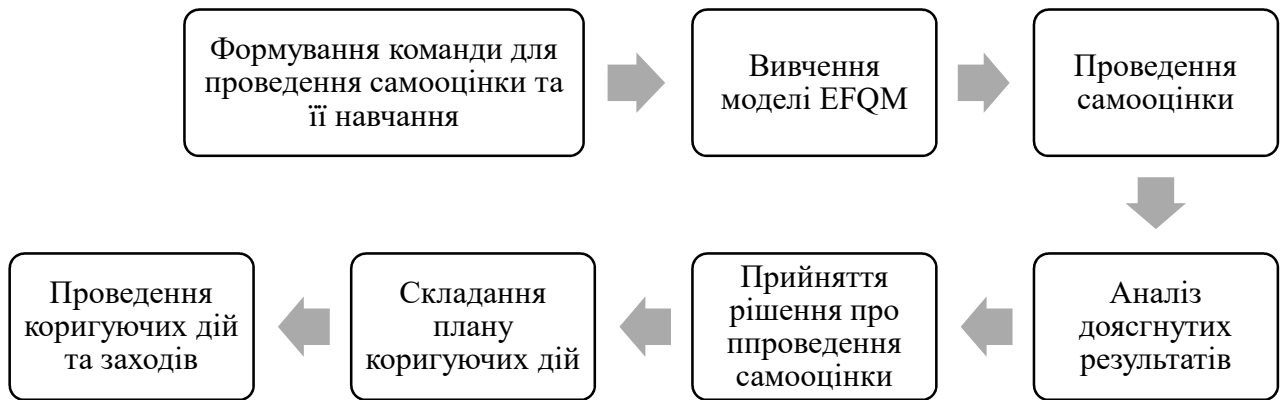 Формування команди для
проведення самооцінки та
її навчання
Вивчення
моделі EFQM
Проведення
самооцінки
Аналіз
доясгнутих
результатів
Прийняття
рішення про
ппроведення
самооцінки
Складання
плану
коригуючих дій
Проведення
коригуючих дій
та заходів